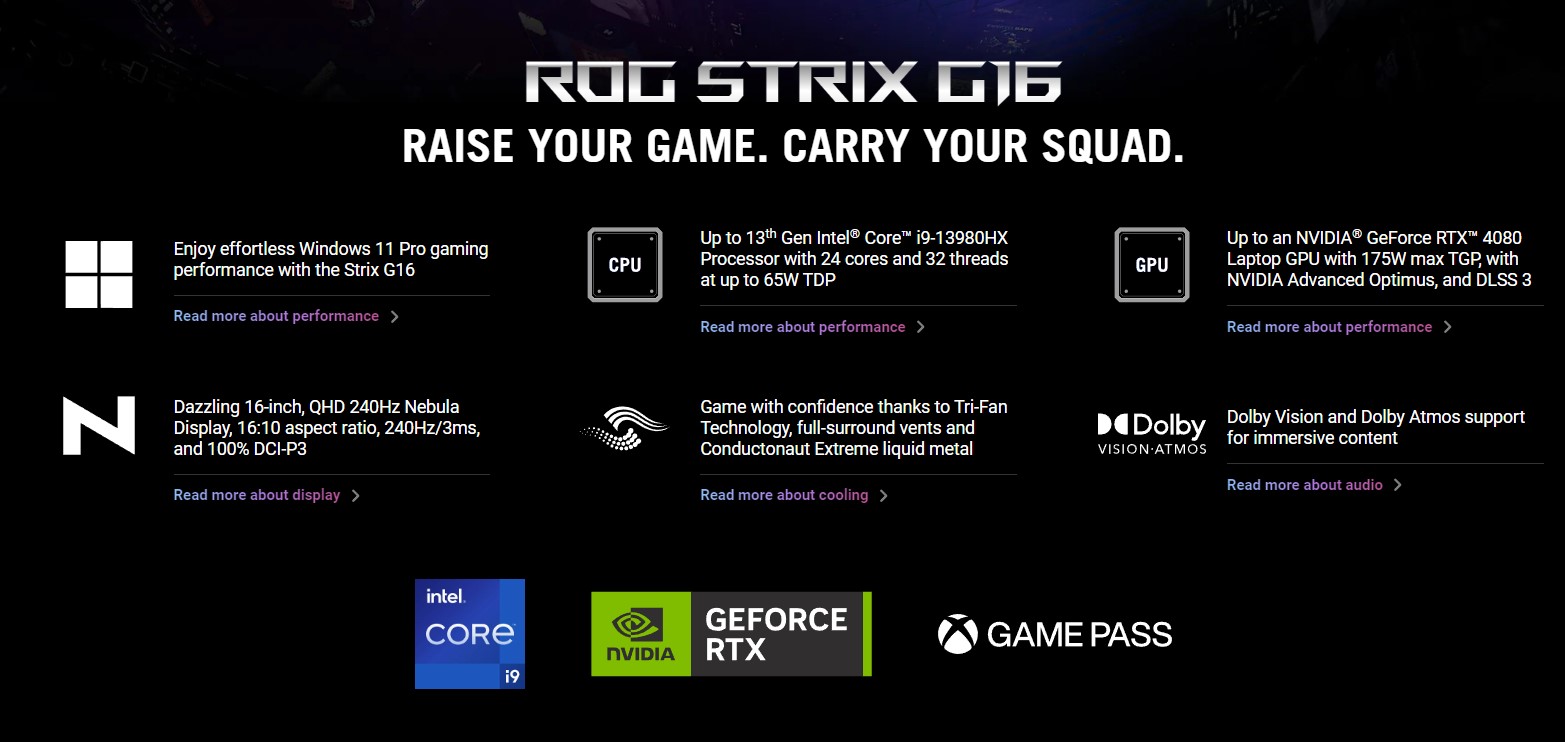 ROG STRIX G16
RAISE YOUR GAME. CARRY YOUR SQUAD.
Enjoy effortless Windows 11 Pro gaming
performance with the Strix G16
Read more about performance
CPU
Up to 13th Gen Intel® Core™ i9-13980HX
Processor with 24 cores and 32 threads
at up to 65W TDP
Read more about performance
GPU
Up to an NVIDIA® GeForce RTX™ 4080
Laptop GPU with 175W max TGP, with
NVIDIA Advanced Optimus, and DLSS 3
Read more about performance
N
Dazzling 16-inch, QHD 240Hz Nebula
Display, 16:10 aspect ratio, 240Hz/3ms,
and 100% DCI-P3
Read more about display
Game with confidence thanks to Tri-Fan
Technology, full-surround vents and
Conductonaut Extreme liquid metal
Read more about cooling
Dolby
VISION·ATMOS
Dolby Vision and Dolby Atmos support
for immersive content
Read more about audio
intel.
CORE
i9
NVIDIA
GEFORCE
RTX
GAME PASS